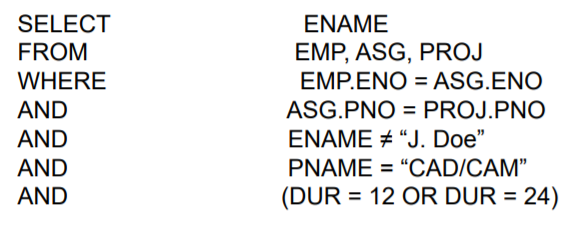 SELECT ENAME
FROM EMP, ASG, PROJ
WHERE EMP.ENO = ASG.ENO
AND ASG.PNO = PROJ.PNO
AND ENAME ≠ “J. Doe”
AND PNAME = “CAD/CAM”
AND (DUR = 12 OR DUR = 24)